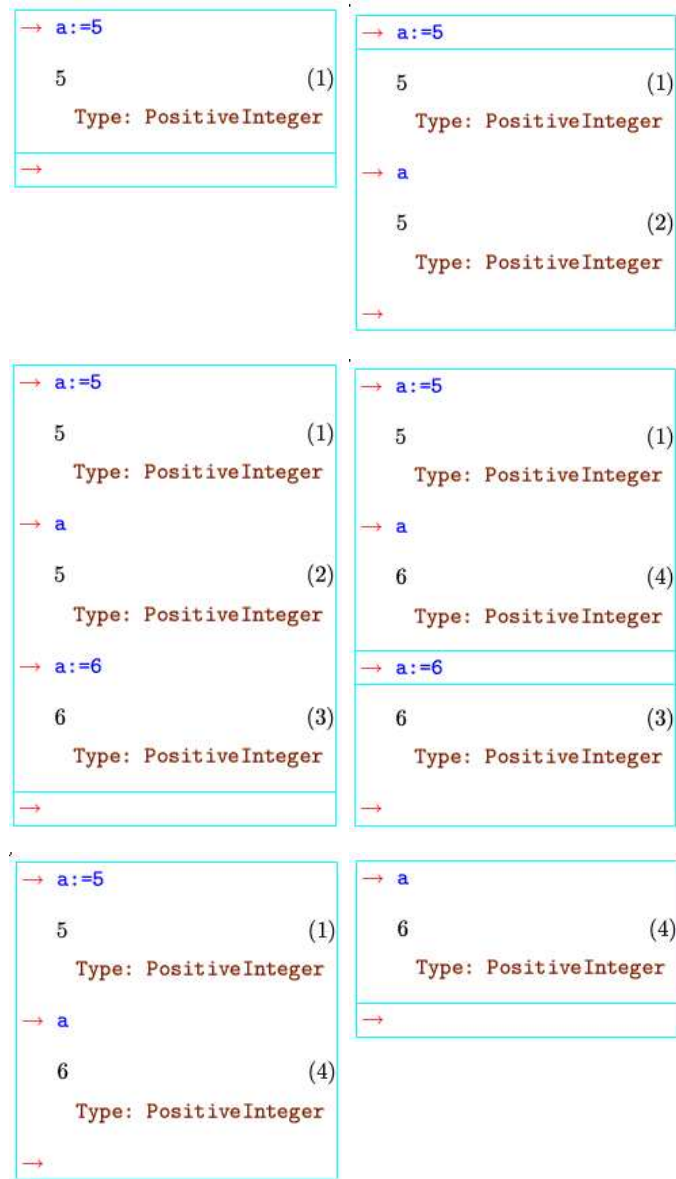 → a:=5
5 (1)
Type: PositiveInteger
→
→ a:=5
5 (1)
Type: PositiveInteger
→ a
5 (2)
Type: PositiveInteger
→
→ a:=5
5 (1)
Type: PositiveInteger
→ a
5 (2)
Type: PositiveInteger
→ a:=6
6 (3)
Type: PositiveInteger
→
→ a:=5
5 (1)
Type: PositiveInteger
→ a
6 (4)
Type: PositiveInteger
→ a:=6
6 (3)
Type: PositiveInteger
→
→ a:=5
5 (1)
Type: PositiveInteger
→ a
6 (4)
Type: PositiveInteger
→
→ a
6 (4)
Type: PositiveInteger
→